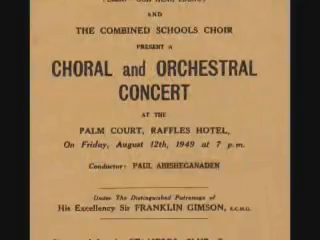 AND
THE COMBINED SCHOOLS CHOIR
PRESENT A
CHORAL and ORCHESTRAL
CONCERT
AT THE
PALM COURT, RAFFLES HOTEL,
On Friday, August 12th, 1949 at 7 p.m.
Conductor: PAUL ABISHEGANADEN
Under The Distinguished Patronage of
His Excellency Sir FRANKLIN GIMSON, K.C.M.G.